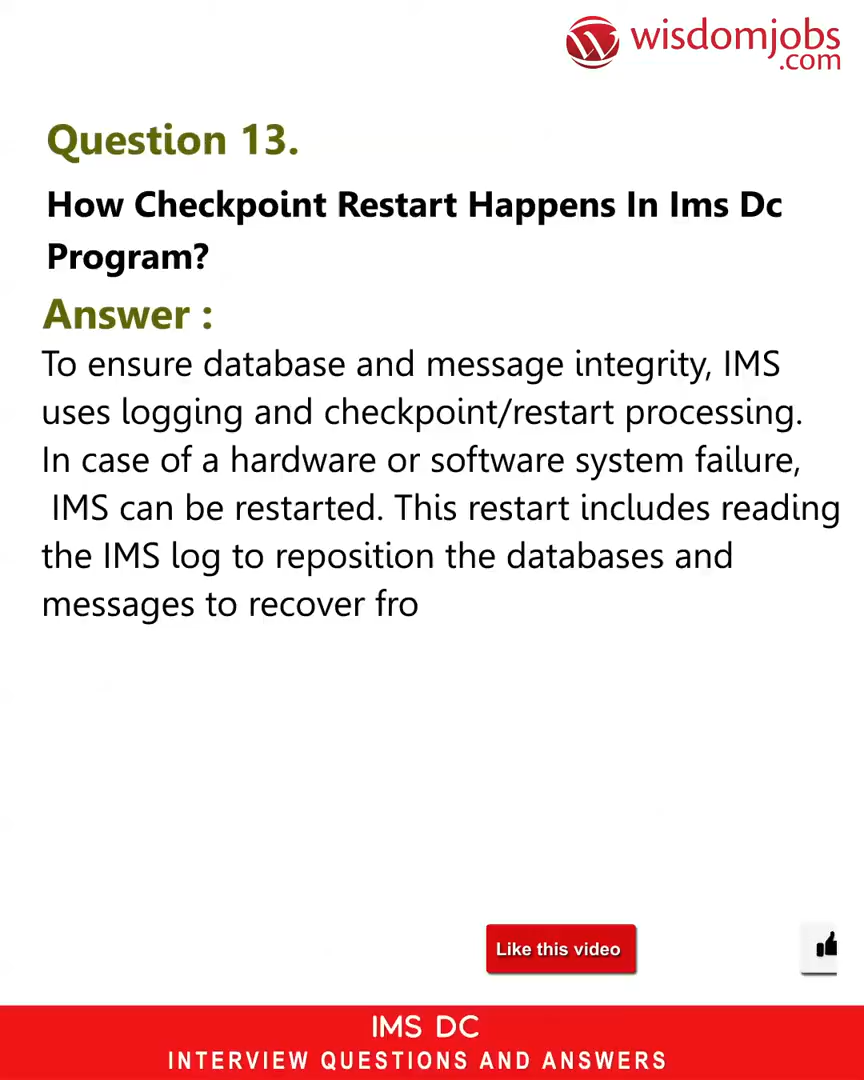 wisdomjobs
.com
Question 13.
How Checkpoint Restart Happens In Ims Dc
Program?
Answer :
To ensure database and message integrity, IMS
uses logging and checkpoint/restart processing.
In case of a hardware or software system failure,
IMS can be restarted. This restart includes reading
the IMS log to reposition the databases and
messages to recover fro
Like this video
IMS DC
INTERVIEW QUESTIONS AND ANSWERS